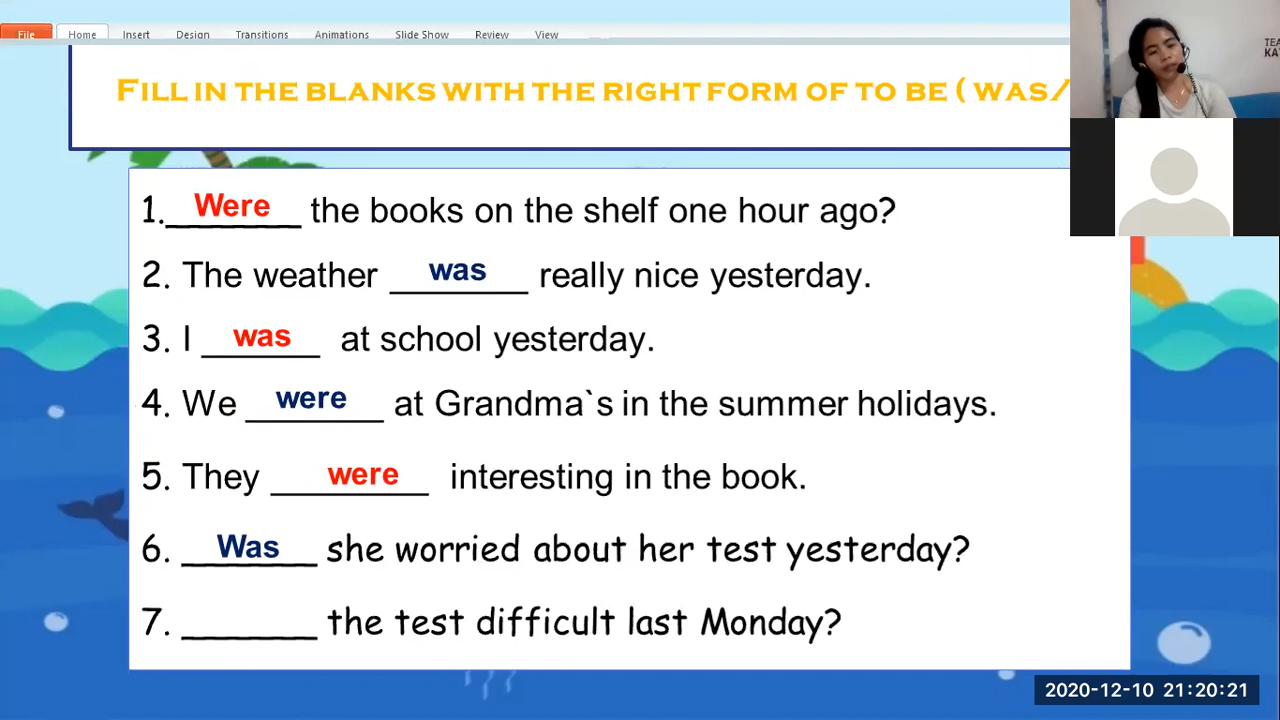 File Home Insert Design Transitions Animations Slide Show Review View
FILL IN THE BLANKS WITH THE RIGHT FORM OF TO BE ( WAS/
TEA
KA
1. Were the books on the shelf one hour ago?
2. The weather was really nice yesterday.
3. I was at school yesterday.
4. We were at Grandma`s in the summer holidays.
5. They were interesting in the book.
6. Was she worried about her test yesterday?
7. ______ the test difficult last Monday?
2020-12-10 21:20:21